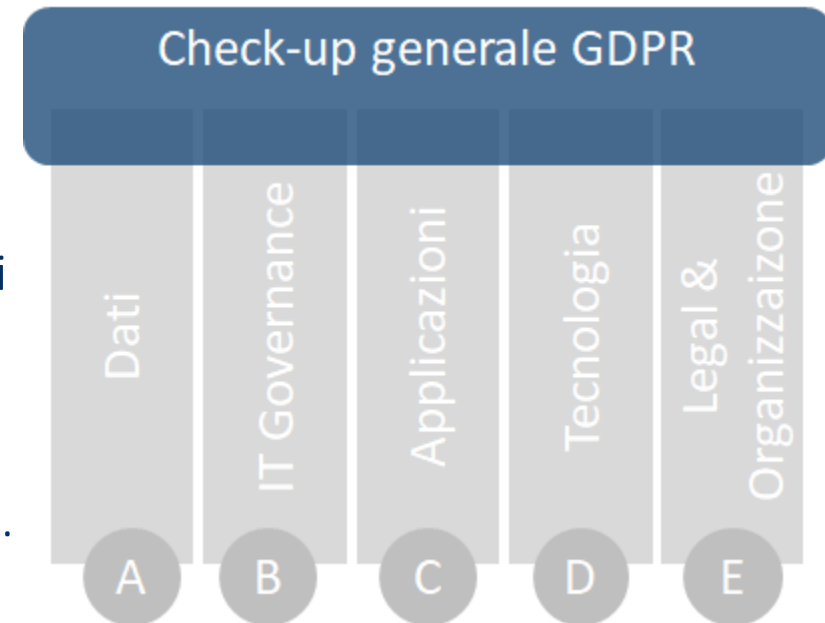 Check-up generale GDPR
i
.
Dati
IT Governance
Applicazioni
Tecnologia
Legal &
Organizzaizone
A
B
C
D
E